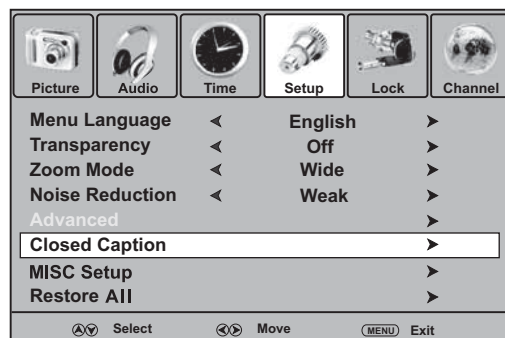 Picture Audio Time Setup Lock Channel
Menu Language English
Transparency Off
Zoom Mode Wide
Noise Reduction Weak
Advanced
Closed Caption
MISC Setup
Restore All
Select Move MENU Exit